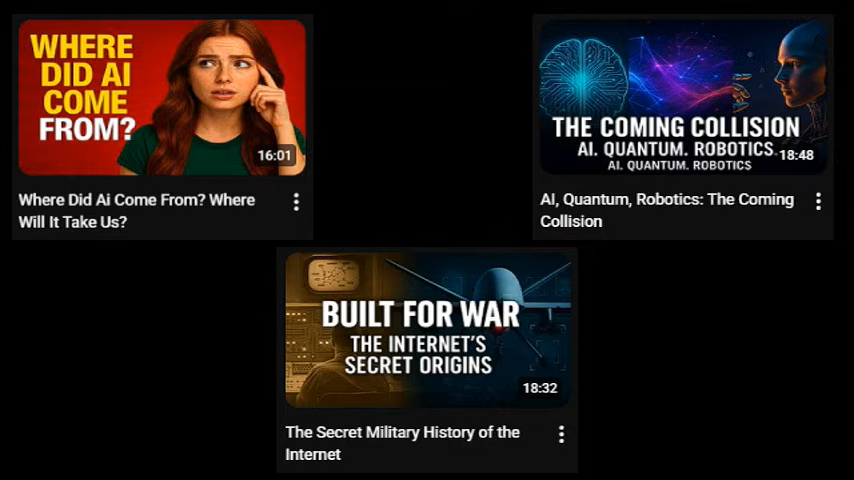 WHERE
DID AI
COME
FROM?
16:01
Where Did Ai Come From? Where
Will It Take Us?
THE COMING COLLISION
AI. QUANTUM. ROBOTICS.
AI. QUANTUM. ROBOTICS
18:48
AI, Quantum, Robotics: The Coming
Collision
BUILT FOR WAR
THE INTERNET'S
SECRET ORIGINS
18:32
The Secret Military History of the
Internet